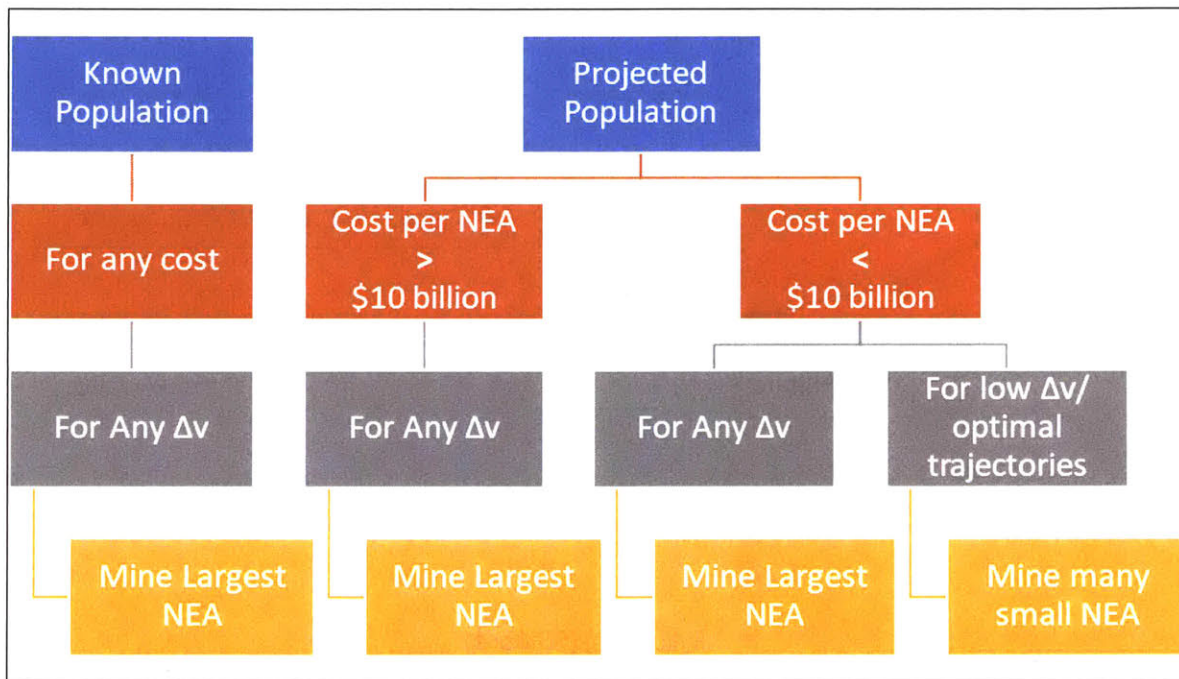 Known
Population
Projected
Population
For any cost
Cost per NEA
>
$10 billion
Cost per NEA
<
$10 billion
For Any Δv
For Any Δv
For Any Δv
For low Δv/
optimal
trajectories
Mine Largest
NEA
Mine Largest
NEA
Mine Largest
NEA
Mine many
small NEA